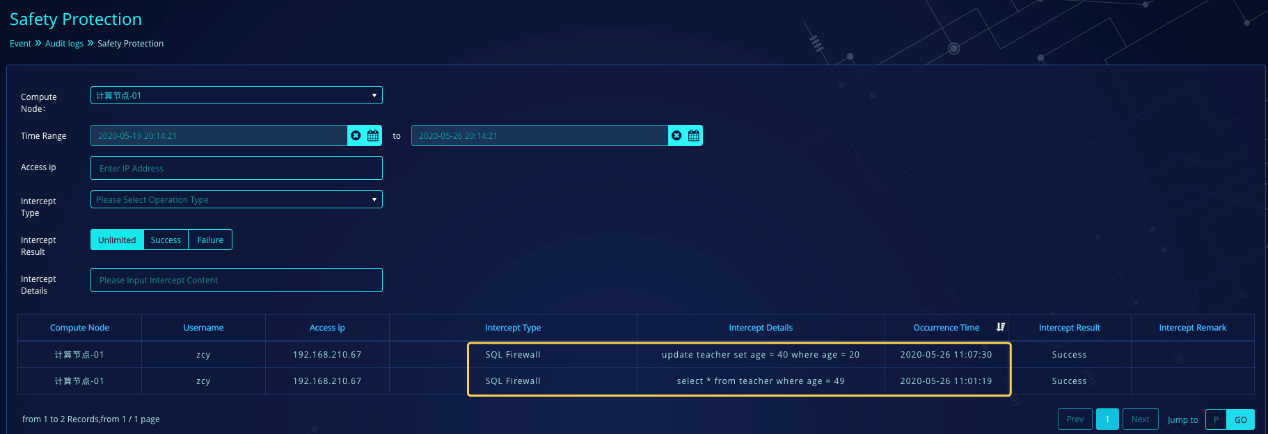 Safety Protection
Event » Audit logs » Safety Protection
Compute Node： 计算节点-01
Time Range 2020-05-19 20:14:21 to 2020-05-26 20:14:21
Access ip Enter IP Address
Intercept Type Please Select Operation Type
Intercept Result Unlimited Success Failure
Intercept Details Please Input Intercept Content
Compute Node Username Access ip Intercept Type Intercept Details Occurrence Time Intercept Result Intercept Remark
计算节点-01 zcy 192.168.210.67 SQL Firewall update teacher set age = 40 where age = 20 2020-05-26 11:07:30 Success
计算节点-01 zcy 192.168.210.67 SQL Firewall select * from teacher where age = 49 2020-05-26 11:01:19 Success
from 1 to 2 Records,from 1 / 1 page Prev 1 Next Jump to P GO